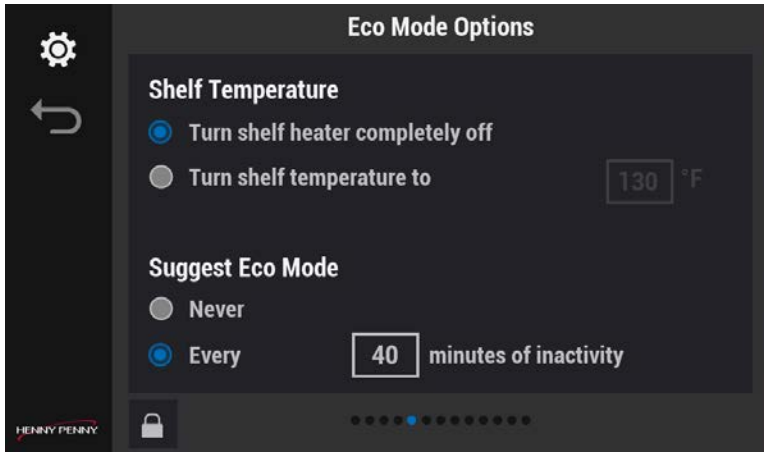 Eco Mode Options
Shelf Temperature
Turn shelf heater completely off
Turn shelf temperature to 130 °F
Suggest Eco Mode
Never
Every 40 minutes of inactivity
HENNY PENNY